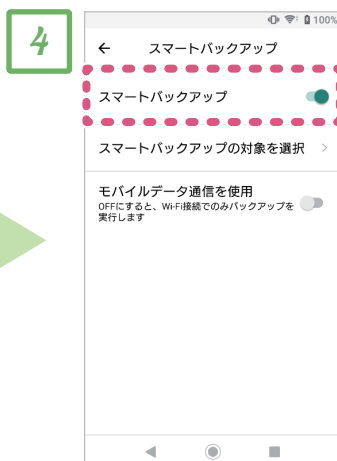 4
100%
スマートバックアップ
スマートバックアップ
スマートバックアップの対象を選択
モバイルデータ通信を使用
OFFにすると、Wi-Fi接続でのみバックアップを
実行します